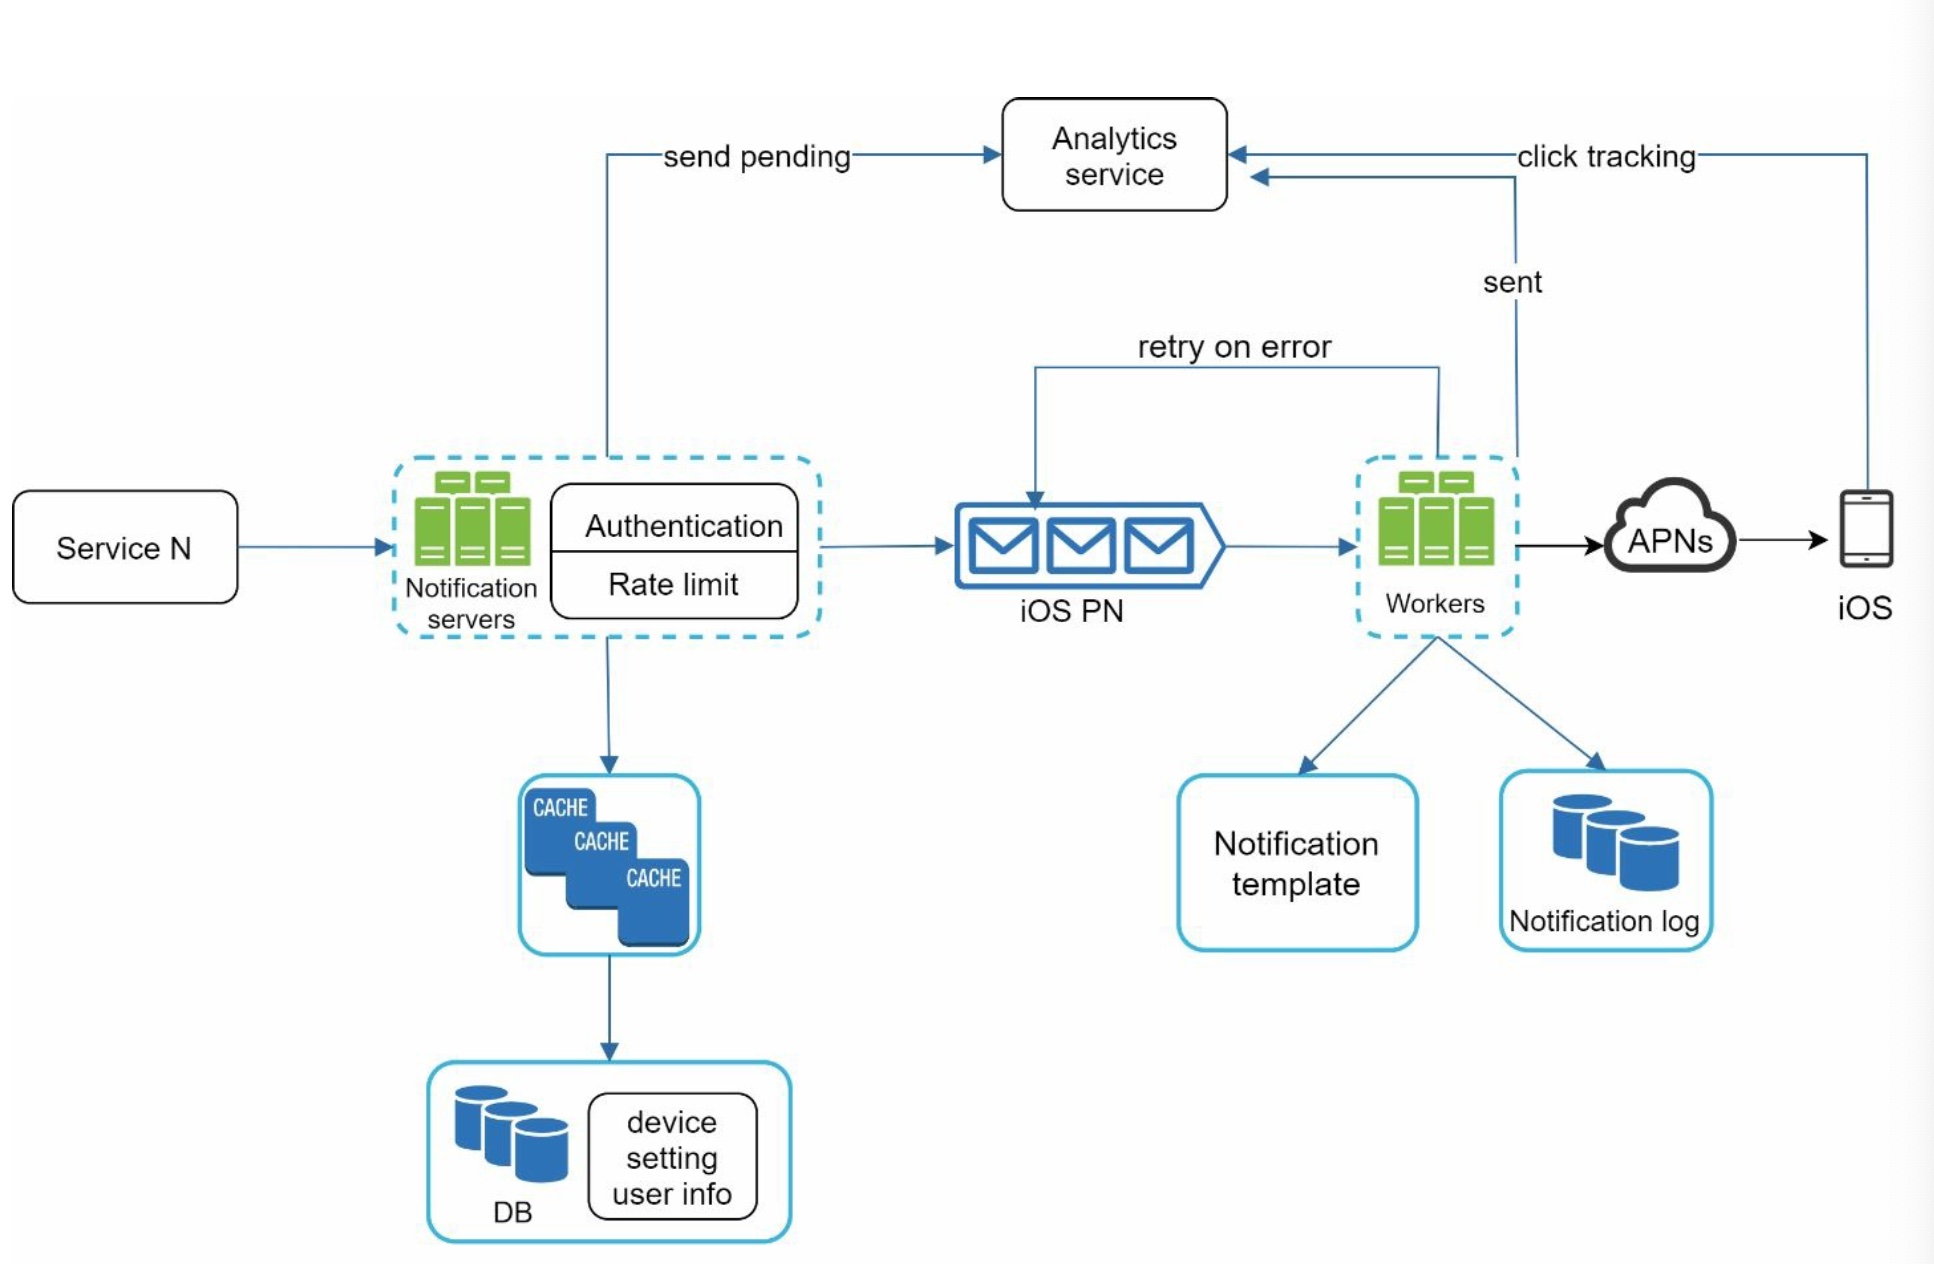 Analytics
service
send pending
click tracking
sent
retry on error
Service N
Notification
servers
Authentication
Rate limit
iOS PN
Workers
APNs
iOS
CACHE
CACHE
CACHE
Notification
template
Notification log
DB
device
setting
user info